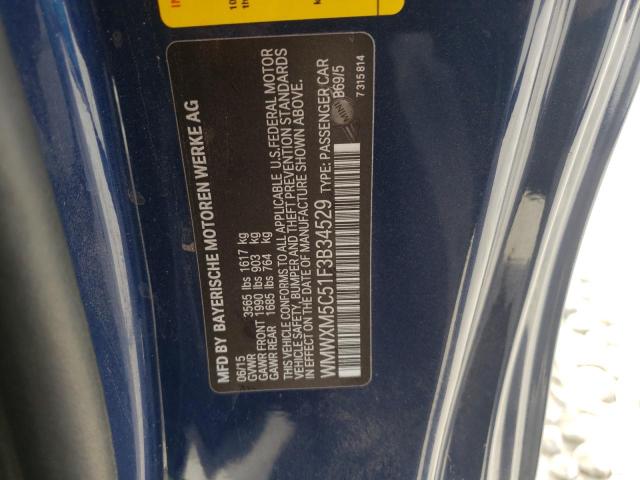 MFD BY BAYERISCHE MOTOREN WERKE AG
06/15
GVWR 3565 lbs 1617 kg
GAWR FRONT 1990 lbs 903 kg
GAWR REAR 1685 lbs 764 kg
THIS VEHICLE CONFORMS TO ALL APPLICABLE U.S. FEDERAL MOTOR
VEHICLE SAFETY, BUMPER AND THEFT PREVENTION STANDARDS
IN EFFECT ON THE DATE OF MANUFACTURE SHOWN ABOVE.
WMWXM5C51F3B34529 TYPE: PASSENGER CAR
B69/5
7 315 814